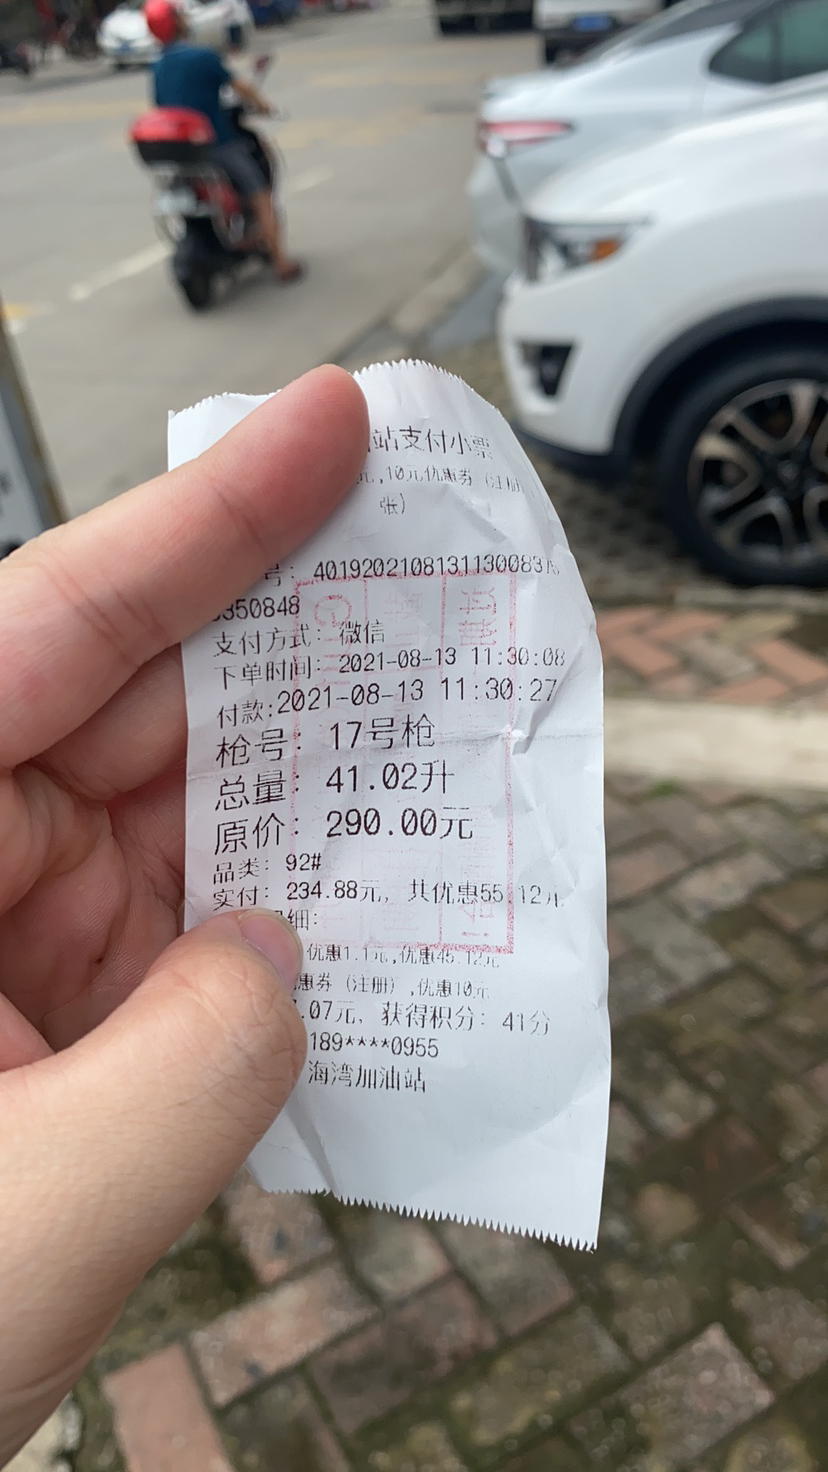 站支付小票
元,10元优惠券（注册
张）
号: 40192021081311300837
350848
支付方式: 微信
下单时间: 2021-08-13 11:30:08
付款:2021-08-13 11:30:27
枪号: 17号枪
总量: 41.02升
原价: 290.00元
品类: 92#
实付: 234.88元, 共优惠55.12元
细:
优惠1.1元,优惠45.12元
惠券（注册）,优惠10元
.07元, 获得积分: 41分
189****0955
海湾加油站